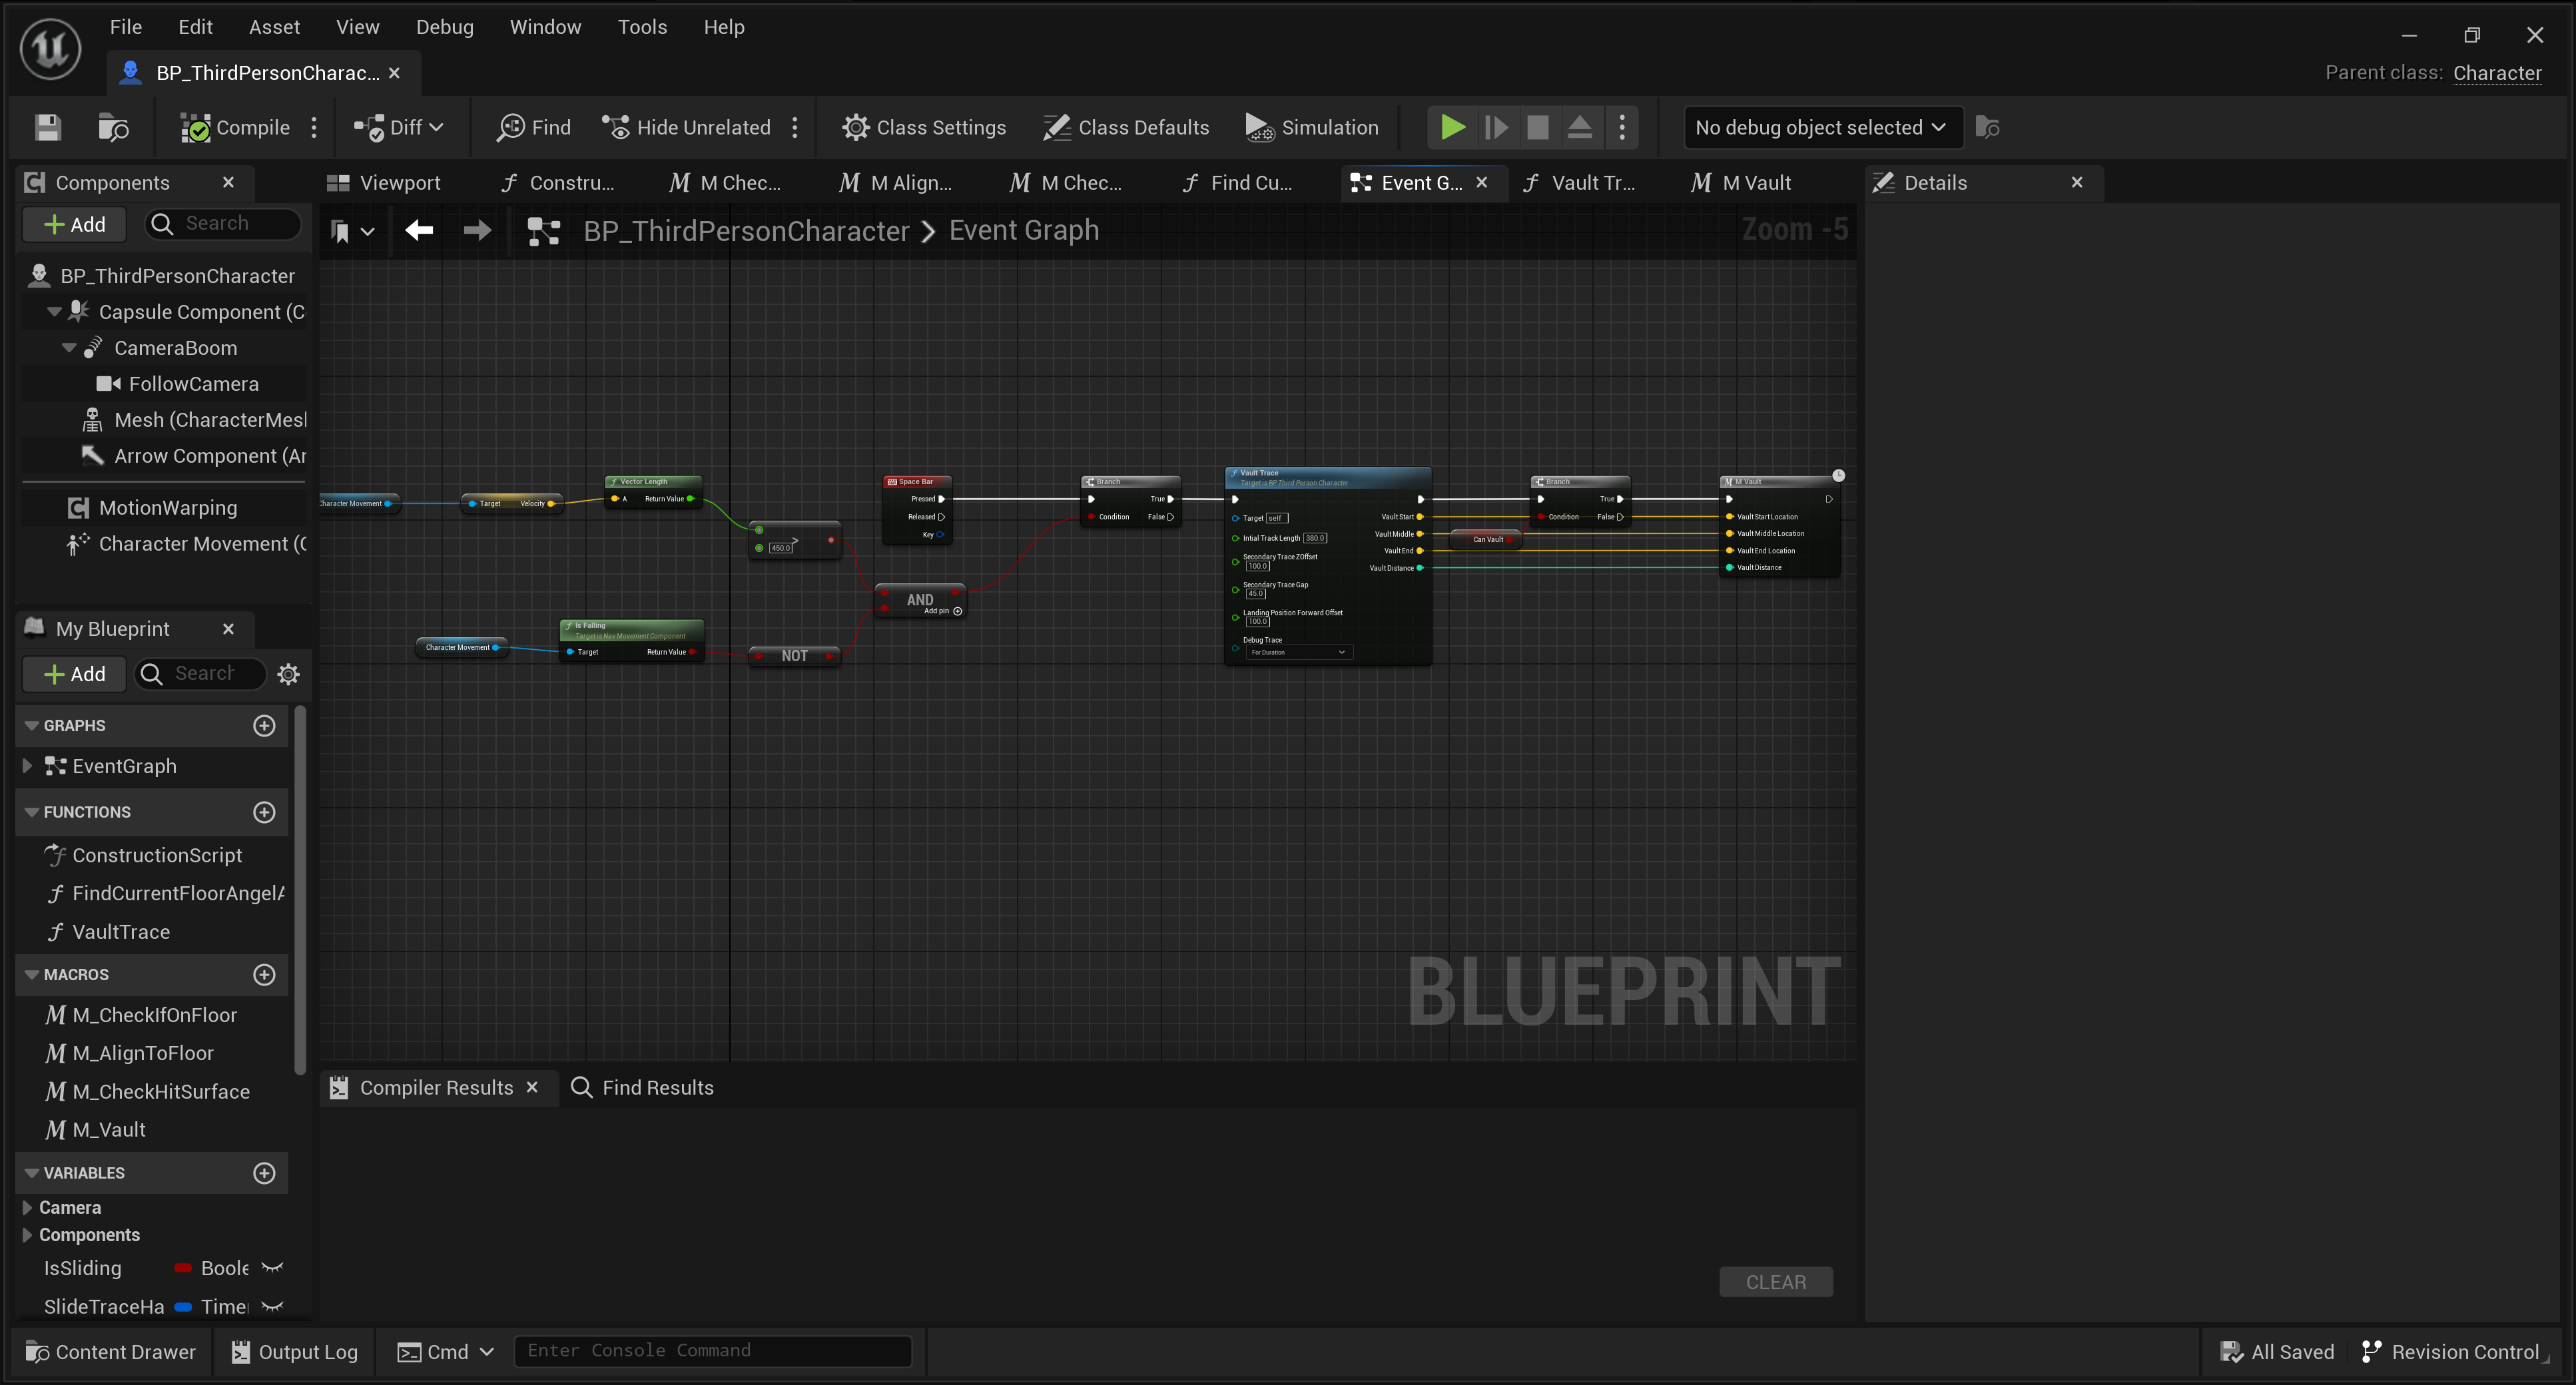 File Edit Asset View Debug Window Tools Help
BP_ThirdPersonCharac...
Parent class: Character
Compile
Diff
Find
Hide Unrelated
Class Settings
Class Defaults
Simulation
No debug object selected
Components
Viewport
Constru...
M Chec...
M Align...
M Chec...
Find Cu...
Event G...
Vault Tr...
M Vault
Details
Add
Search
BP_ThirdPersonCharacter > Event Graph
Zoom -5
BP_ThirdPersonCharacter
Capsule Component (C
CameraBoom
FollowCamera
Mesh (CharacterMesl
Arrow Component (Ar
MotionWarping
Character Movement (C
Character Movement
Target Velocity
Vector Length
A Return Value
450.0
>
Space Bar
Pressed
Released
Key
AND
Add pin
Character Movement
Is Falling
Target is Nav Movement Component
Target Return Value
NOT
Branch
True
Condition False
Vault Trace
Target is BP Third Person Character
Target self
Intial Track Length 380.0
Secondary Trace ZOffset
100.0
Secondary Trace Gap
45.0
Landing Position Forward Offset
100.0
Debug Trace
For Duration
Vault Start
Vault Middle
Vault End
Vault Distance
Can Vault
Branch
True
Condition False
M Vault
Vault Start Location
Vault Middle Location
Vault End Location
Vault Distance
BLUEPRINT
My Blueprint
Add
Search
GRAPHS
EventGraph
FUNCTIONS
ConstructionScript
FindCurrentFloorAngelA
VaultTrace
MACROS
M_CheckIfOnFloor
M_AlignToFloor
M_CheckHitSurface
M_Vault
VARIABLES
Camera
Components
IsSliding Boole
SlideTraceHa Timer
Compiler Results
Find Results
CLEAR
Content Drawer
Output Log
Cmd
Enter Console Command
All Saved
Revision Control